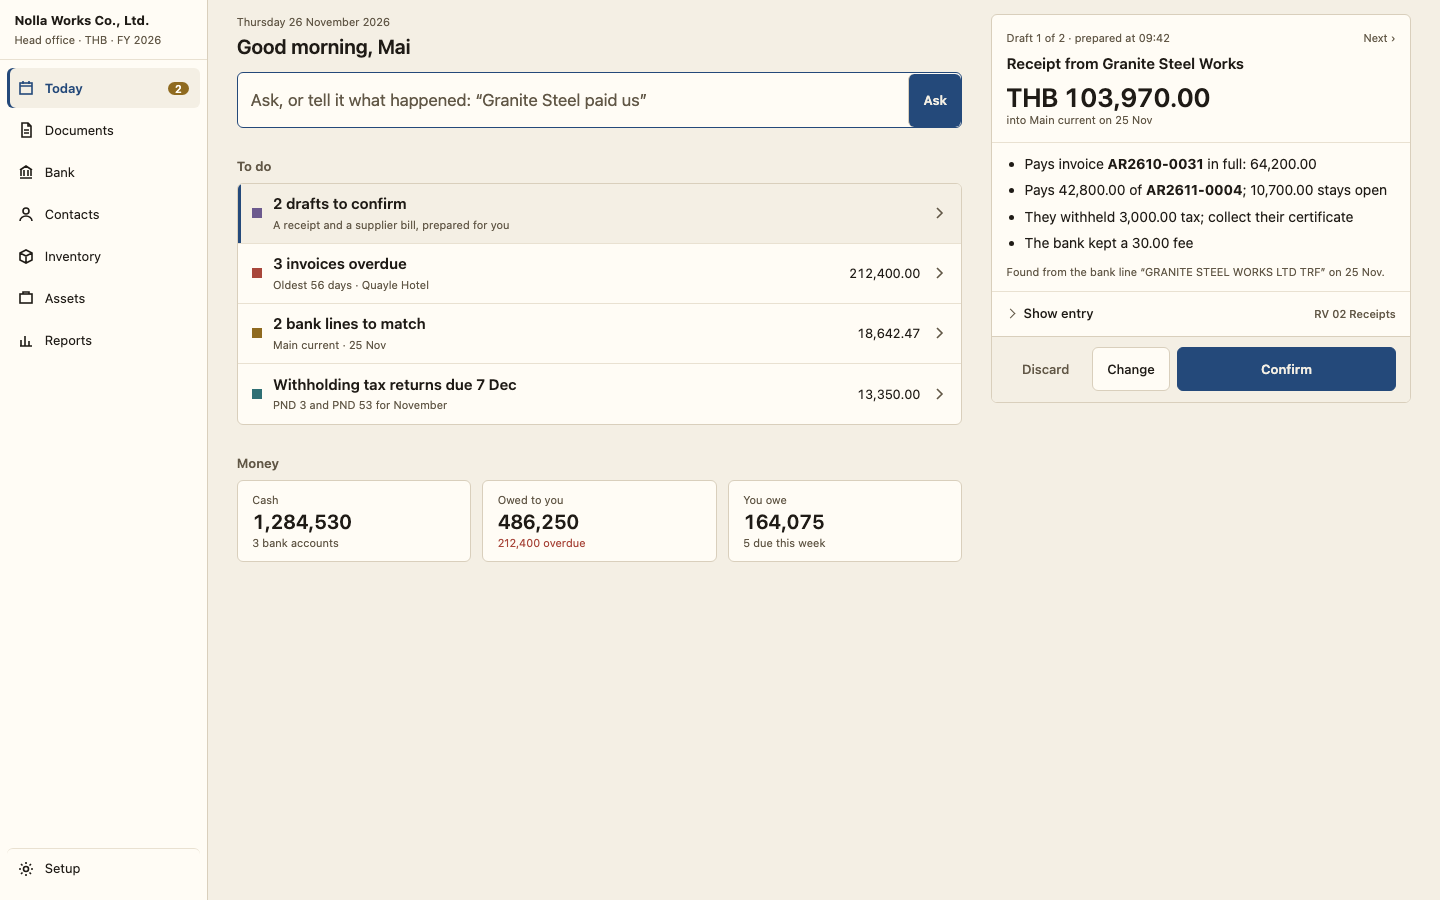 Nolla Works Co., Ltd.
Head office · THB · FY 2026
Today 2
Documents
Bank
Contacts
Inventory
Assets
Reports
Setup
Thursday 26 November 2026
Good morning, Mai
Ask, or tell it what happened: “Granite Steel paid us”
Ask
To do
2 drafts to confirm
A receipt and a supplier bill, prepared for you
3 invoices overdue
Oldest 56 days · Quayle Hotel
212,400.00
2 bank lines to match
Main current · 25 Nov
18,642.47
Withholding tax returns due 7 Dec
PND 3 and PND 53 for November
13,350.00
Money
Cash
1,284,530
3 bank accounts
Owed to you
486,250
212,400 overdue
You owe
164,075
5 due this week
Draft 1 of 2 · prepared at 09:42
Next ›
Receipt from Granite Steel Works
THB 103,970.00
into Main current on 25 Nov
Pays invoice AR2610-0031 in full: 64,200.00
Pays 42,800.00 of AR2611-0004; 10,700.00 stays open
They withheld 3,000.00 tax; collect their certificate
The bank kept a 30.00 fee
Found from the bank line “GRANITE STEEL WORKS LTD TRF” on 25 Nov.
Show entry
RV 02 Receipts
Discard
Change
Confirm